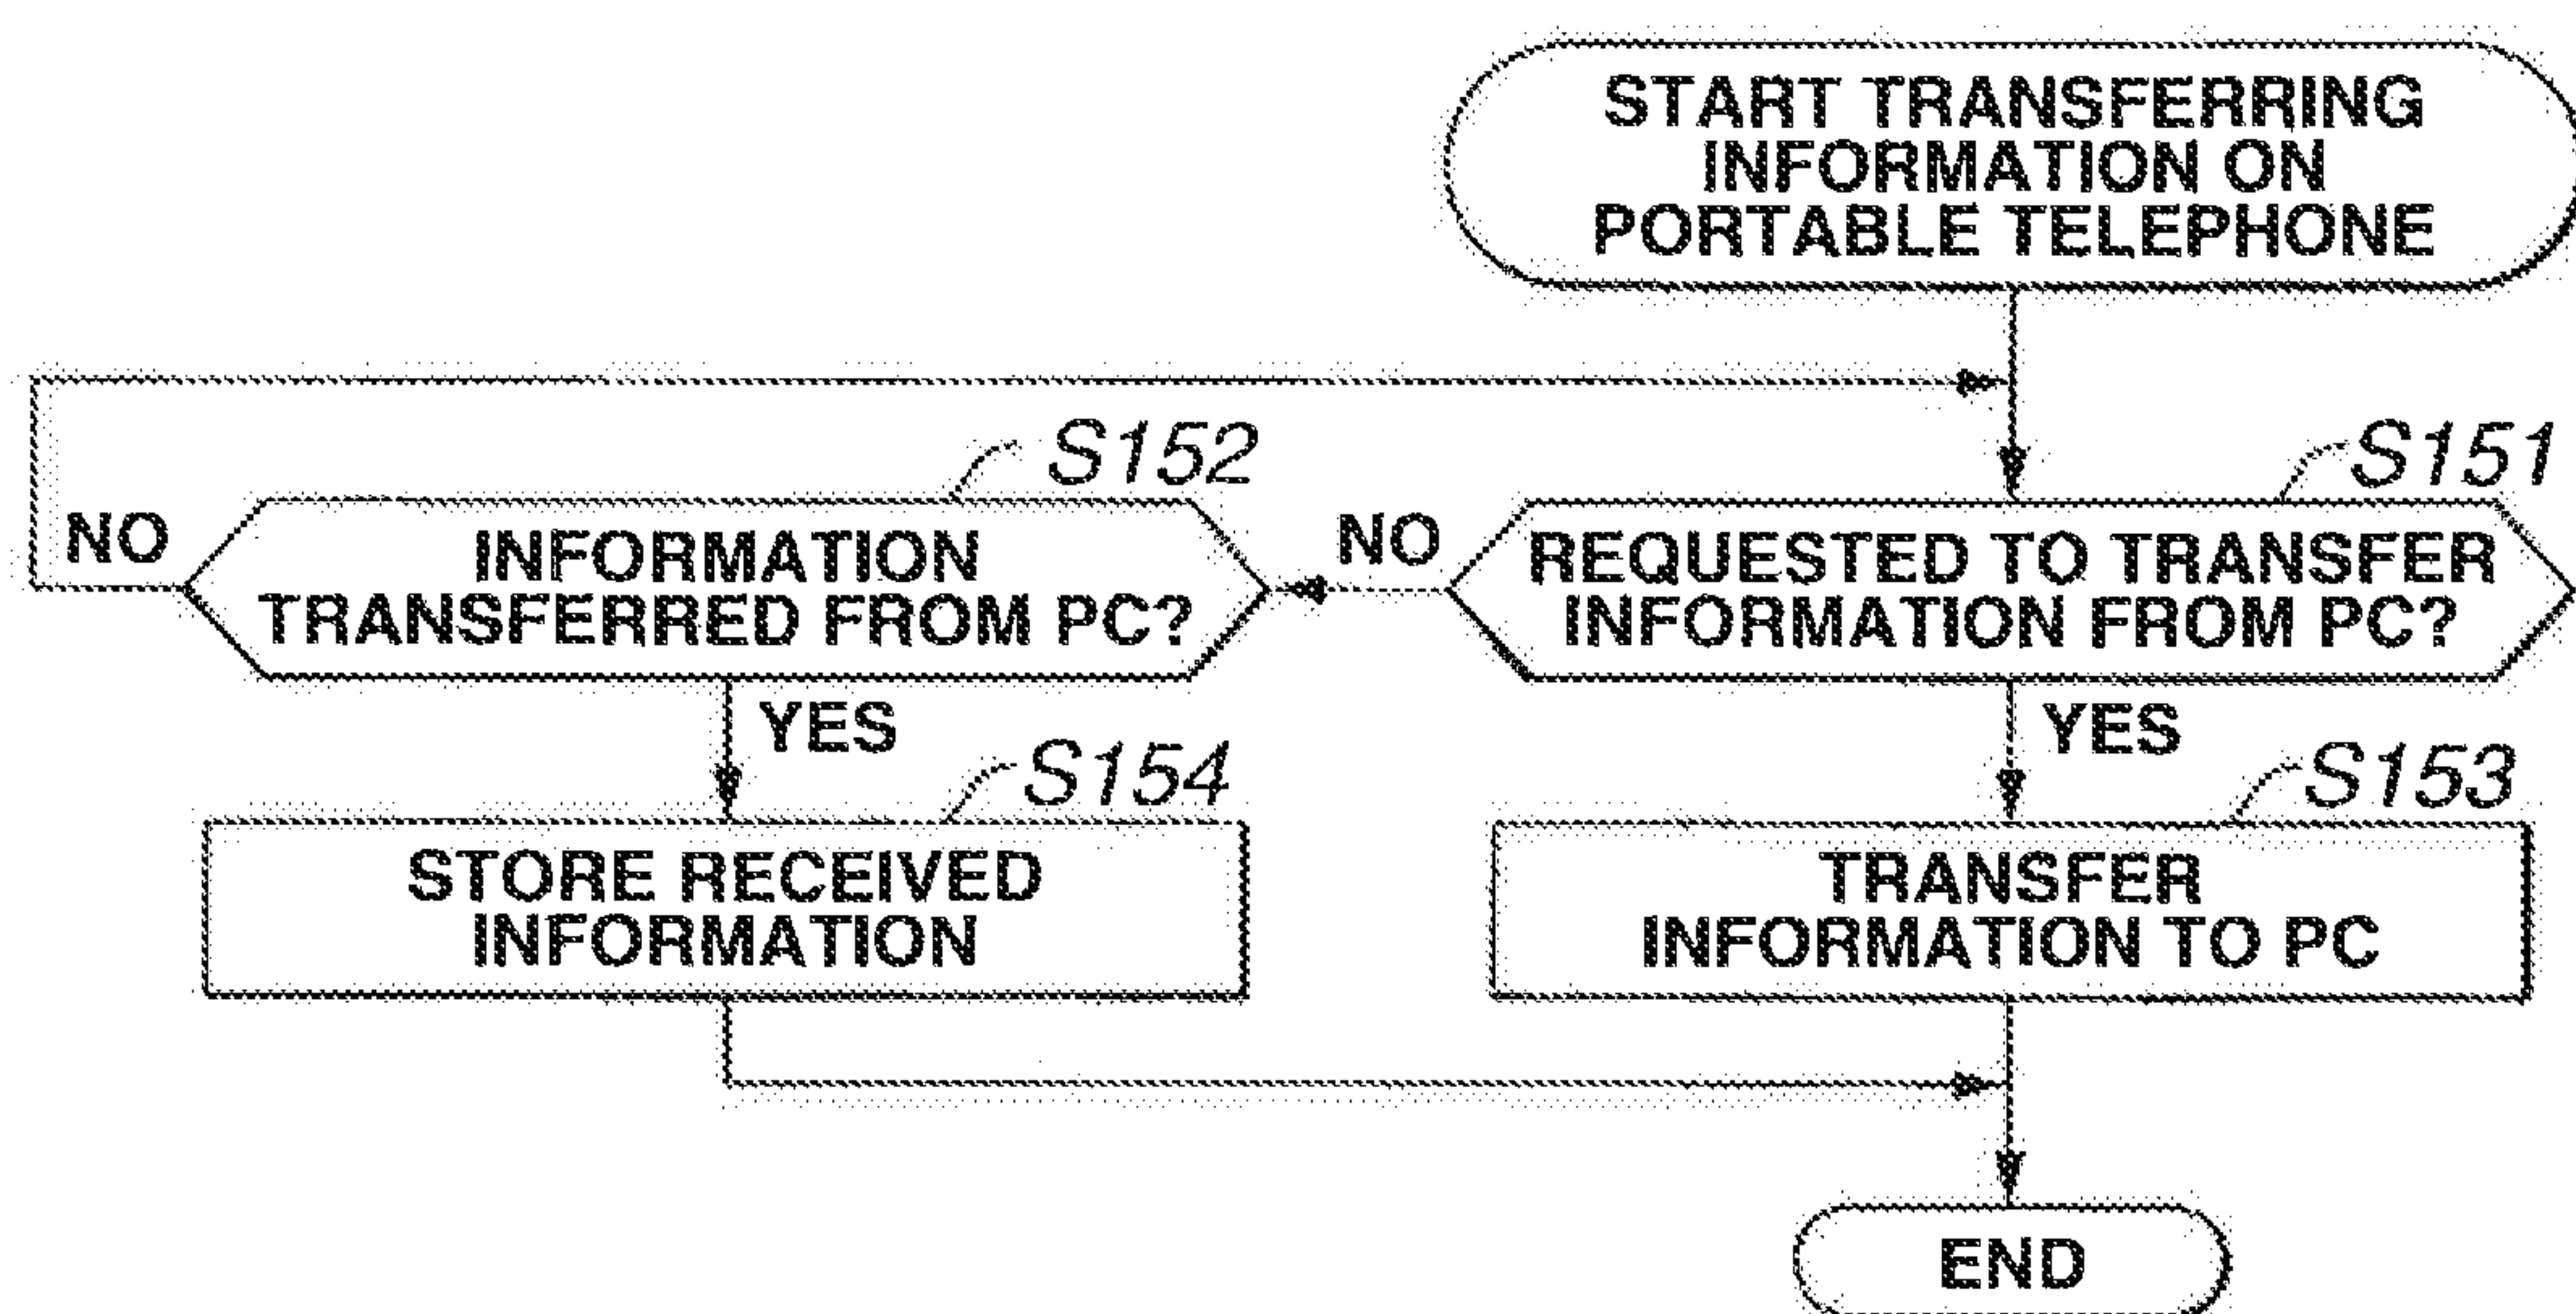 START TRANSFERRING
INFORMATION ON
PORTABLE TELEPHONE
S152
S151
NO
INFORMATION
TRANSFERRED FROM PC?
NO
REQUESTED TO TRANSFER
INFORMATION FROM PC?
YES
YES
S154
S153
STORE RECEIVED
INFORMATION
TRANSFER
INFORMATION TO PC
END